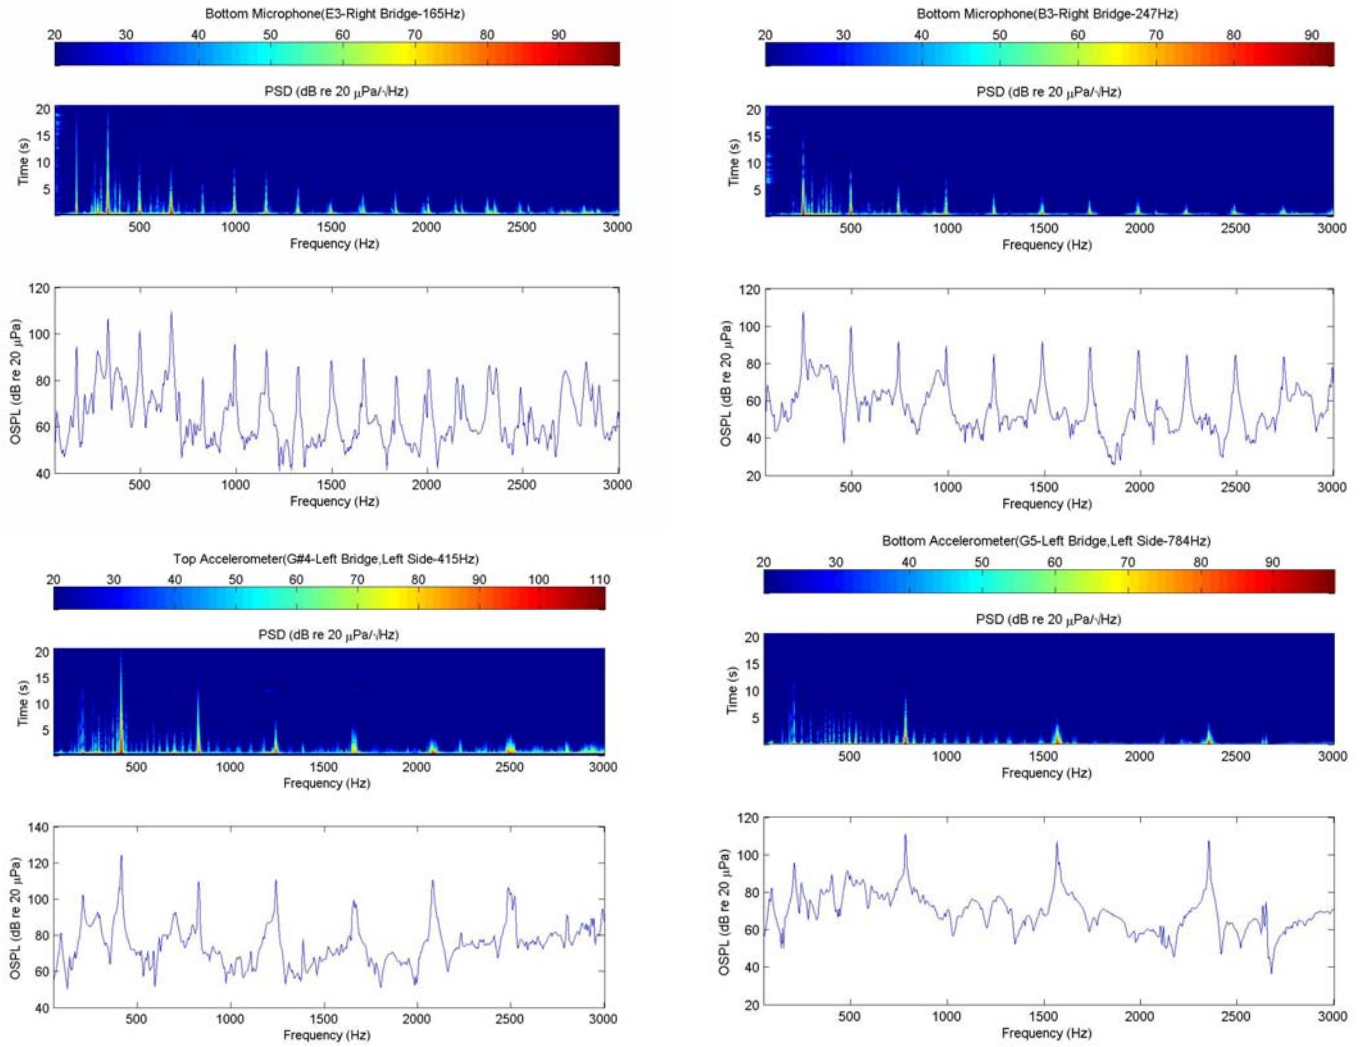 Bottom Microphone(E3-Right Bridge-165Hz)
20 30 40 50 60 70 80 90
PSD (dB re 20 μPa/√Hz)
20
15
10
5
Time (s)
500 1000 1500 2000 2500 3000
Frequency (Hz)
120
100
80
60
40
OSPL (dB re 20 μPa)
500 1000 1500 2000 2500 3000
Frequency (Hz)
Bottom Microphone(B3-Right Bridge-247Hz)
20 30 40 50 60 70 80 90
PSD (dB re 20 μPa/√Hz)
20
15
10
5
Time (s)
500 1000 1500 2000 2500 3000
Frequency (Hz)
120
100
80
60
40
20
OSPL (dB re 20 μPa)
500 1000 1500 2000 2500 3000
Frequency (Hz)
Top Accelerometer(G#4-Left Bridge,Left Side-415Hz)
20 30 40 50 60 70 80 90 100 110
PSD (dB re 20 μPa/√Hz)
20
15
10
5
Time (s)
500 1000 1500 2000 2500 3000
Frequency (Hz)
140
120
100
80
60
40
OSPL (dB re 20 μPa)
500 1000 1500 2000 2500 3000
Frequency (Hz)
Bottom Accelerometer(G5-Left Bridge,Left Side-784Hz)
20 30 40 50 60 70 80 90
PSD (dB re 20 μPa/√Hz)
20
15
10
5
Time (s)
500 1000 1500 2000 2500 3000
Frequency (Hz)
120
100
80
60
40
20
OSPL (dB re 20 μPa)
500 1000 1500 2000 2500 3000
Frequency (Hz)